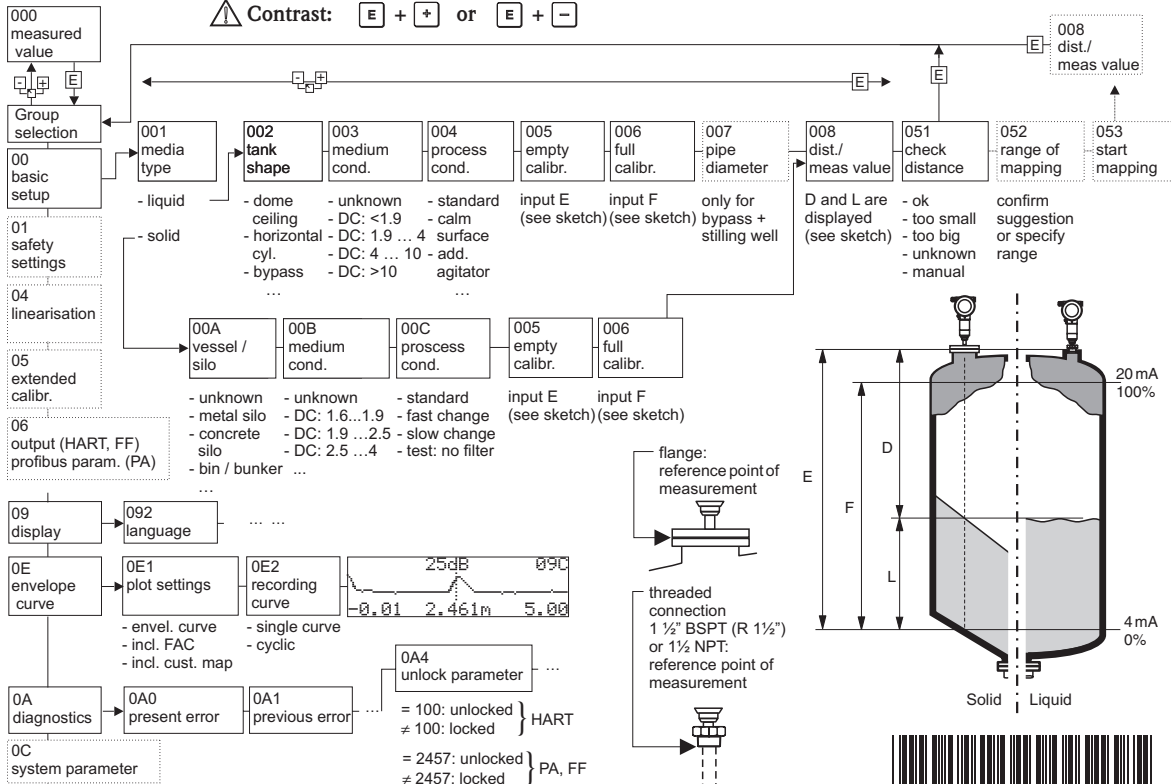 ⚠ Contrast: E + + or E + −
000
measured
value
- +
E
Group
selection
008
dist./
meas value
E
E
- +
E
00
basic
setup
001
media
type
- liquid
- solid
002
tank
shape
- dome
ceiling
- horizontal
cyl.
- bypass
...
003
medium
cond.
- unknown
- DC: <1.9
- DC: 1.9 ... 4
- DC: 4 ... 10
- DC: >10
004
process
cond.
- standard
- calm
surface
- add.
agitator
...
005
empty
calibr.
input E
(see sketch)
006
full
calibr.
input F
(see sketch)
007
pipe
diameter
only for
bypass +
stilling well
008
dist./
meas value
D and L are
displayed
(see sketch)
051
check
distance
- ok
- too small
- too big
- unknown
- manual
052
range of
mapping
confirm
suggestion
or specify
range
053
start
mapping
01
safety
settings
04
linearisation
05
extended
calibr.
06
output (HART, FF)
profibus param. (PA)
00A
vessel /
silo
- unknown
- metal silo
- concrete
silo
- bin / bunker
...
00B
medium
cond.
- unknown
- DC: 1.6...1.9
- DC: 1.9 ...2.5
- DC: 2.5 ...4
...
00C
proscess
cond.
- standard
- fast change
- slow change
- test: no filter
005
empty
calibr.
input E
(see sketch)
006
full
calibr.
input F
(see sketch)
09
display
092
language
... ...
0E
envelope
curve
0E1
plot settings
- envel. curve
- incl. FAC
- incl. cust. map
0E2
recording
curve
- single curve
- cyclic
25dB 09C
-0.01 2.461m 5.00
0A
diagnostics
0A0
present error
0A1
previous error
...
0A4
unlock parameter
...
= 100: unlocked
≠ 100: locked
HART
= 2457: unlocked
≠ 2457: locked
PA, FF
0C
system parameter
flange:
reference point of
measurement
threaded
connection
1 ½” BSPT (R 1½”)
or 1½ NPT:
reference point of
measurement
20 mA
100%
D
E
F
L
4 mA
0%
Solid
Liquid